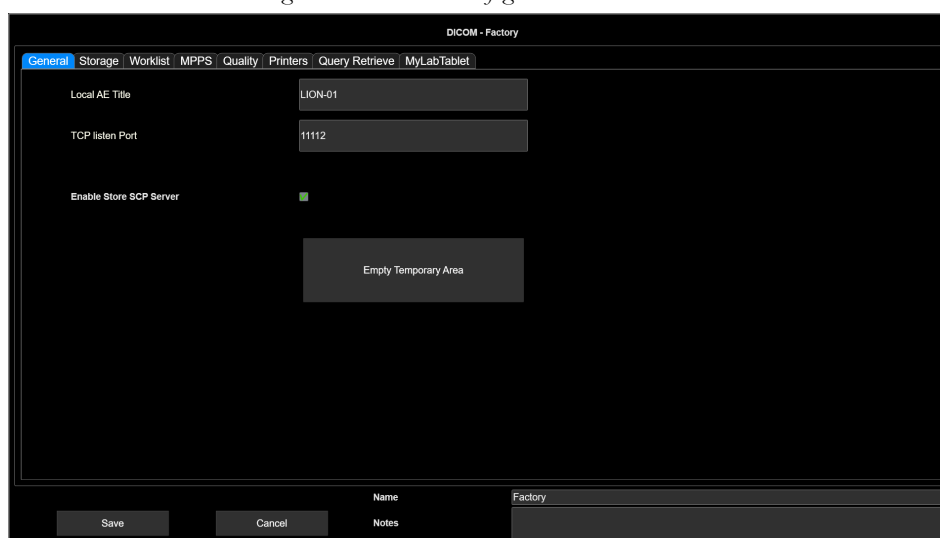 DICOM - Factory
General Storage Worklist MPPS Quality Printers Query Retrieve MyLabTablet
Local AE Title LION-01
TCP listen Port 11112
Enable Store SCP Server
Empty Temporary Area
Name Factory
Save Cancel Notes